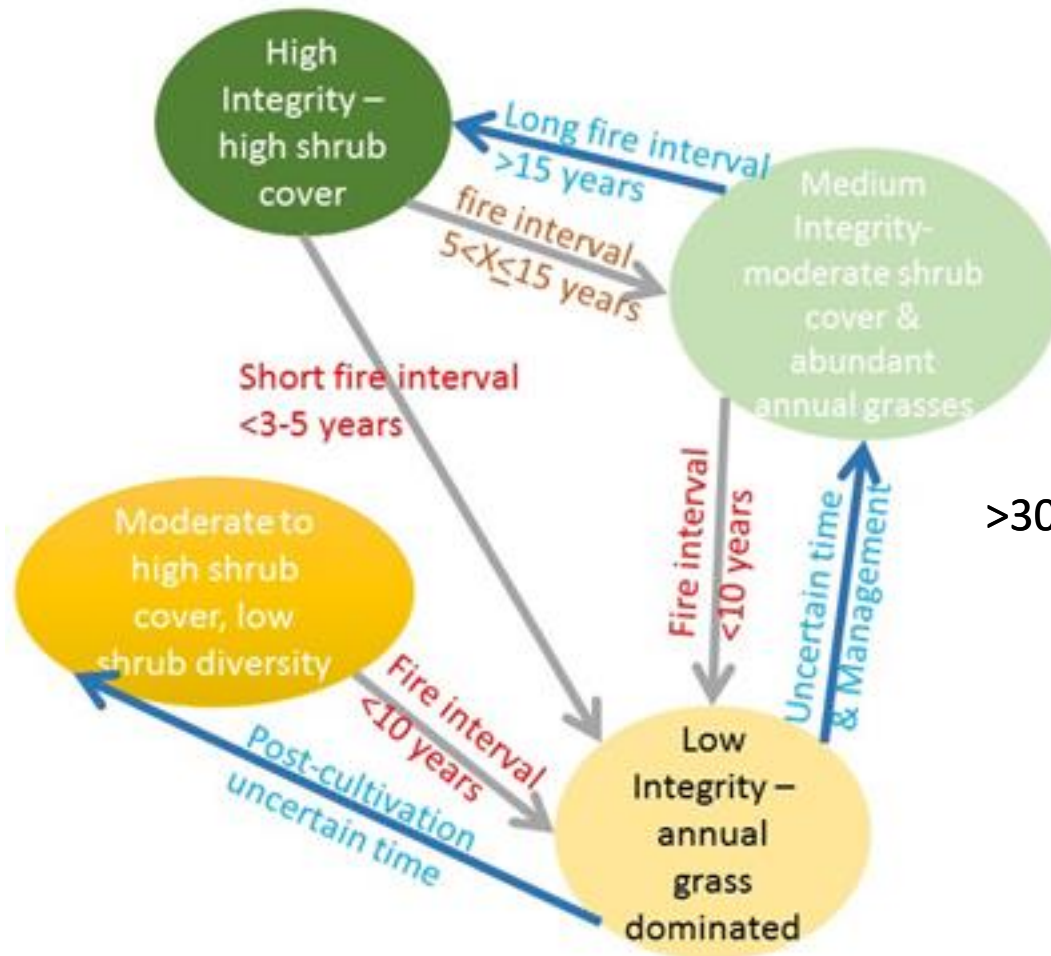 High
Integrity –
high shrub
cover
Long fire interval
>15 years
fire interval
5<X≤15 years
Medium
Integrity-
moderate shrub
cover &
abundant
annual grasses
Short fire interval
<3-5 years
Fire interval
<10 years
Uncertain time
& Management
>30
Moderate to
high shrub
cover, low
shrub diversity
Fire interval
<10 years
Post-cultivation
uncertain time
Low
Integrity –
annual
grass
dominated